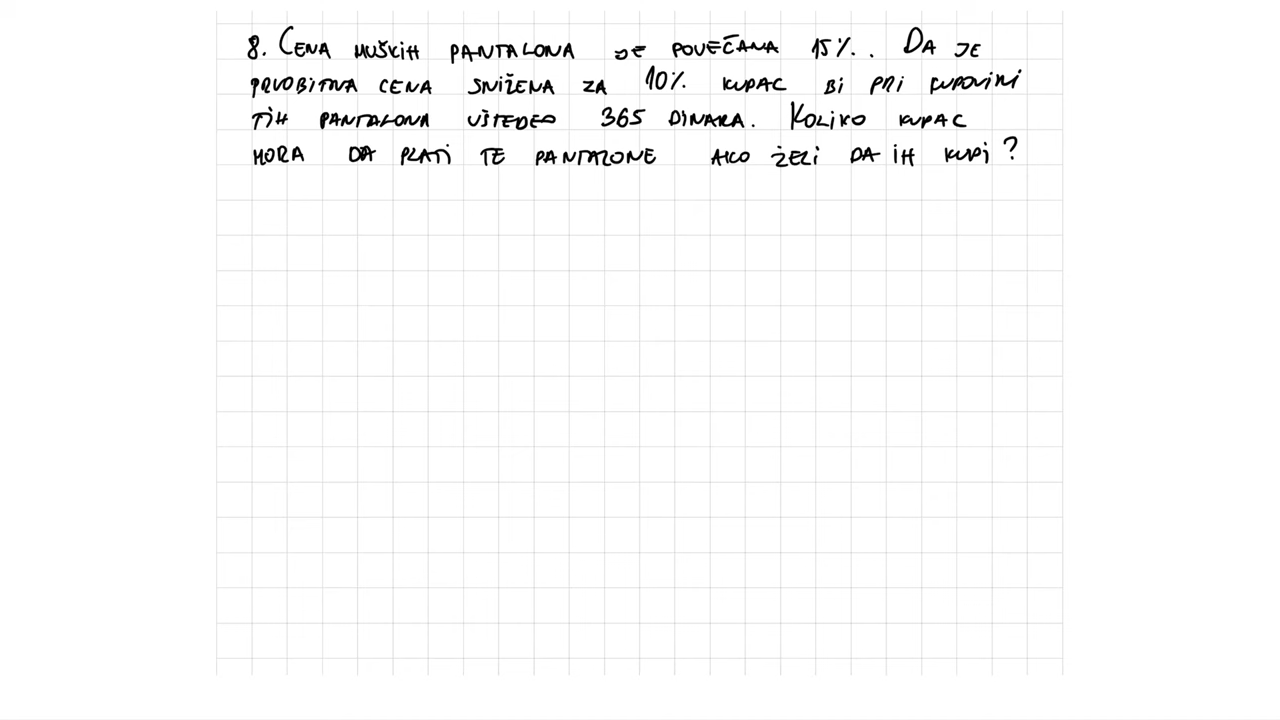 8. CENA MUŠKIH PANTALONA JE POVEČANA 15%. DA JE
PRVOBITNA CENA SNIŽENA ZA 10% KUPAC BI PRI KUPOVINI
TIH PANTALONA UŠTEDEO 365 DINARA. KOLIKO KUPAC
MORA DA PLATI TE PANTALONE AKO ŽELI DA IH KUPI?